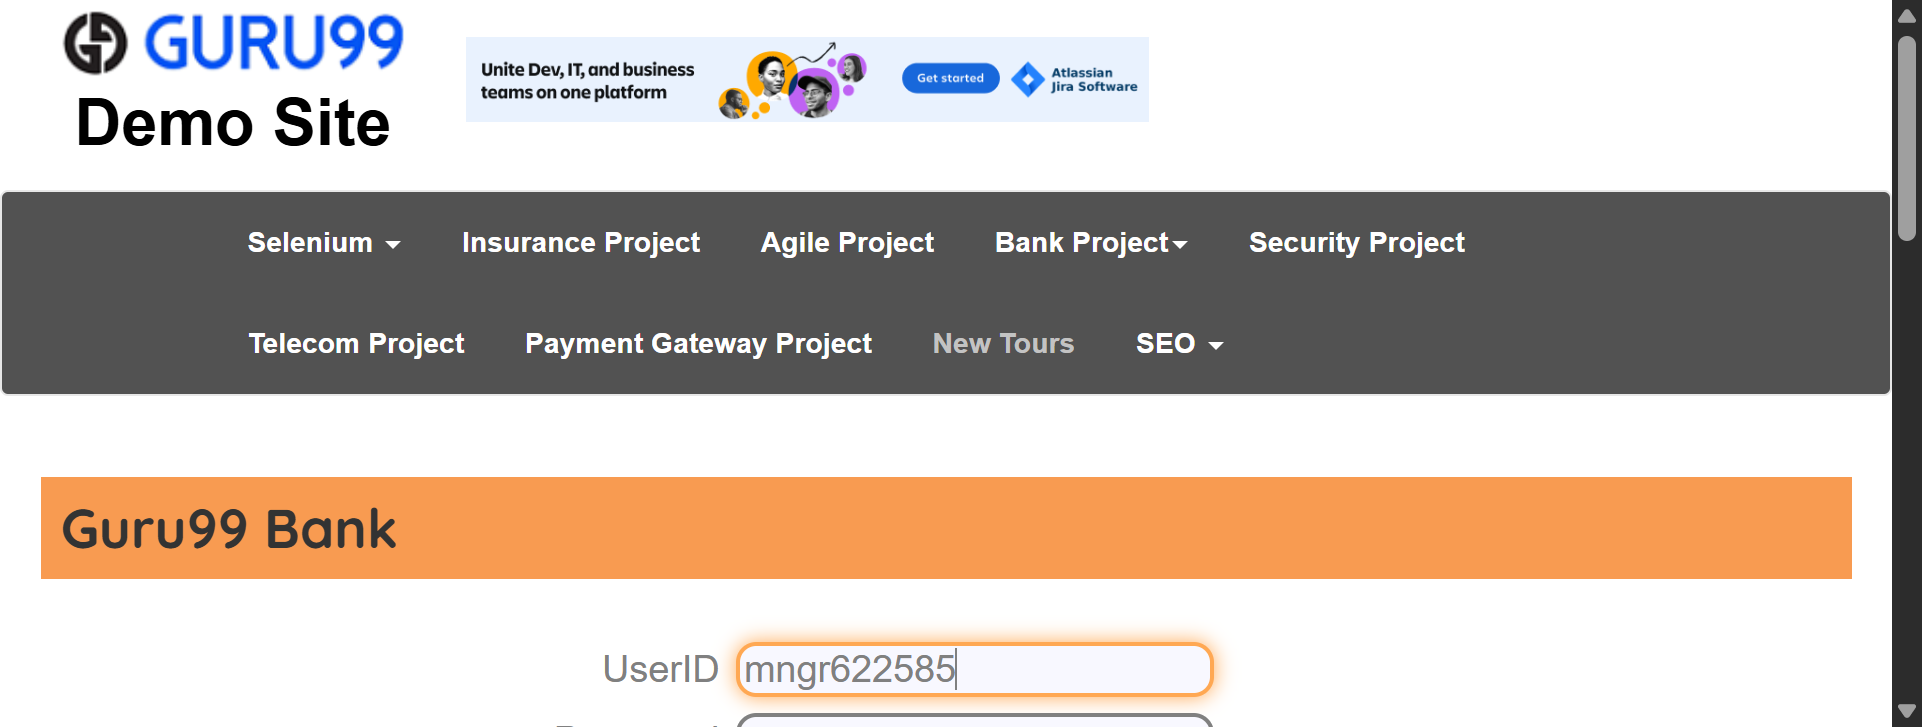 GURU99
Demo Site
Unite Dev, IT, and business
teams on one platform
Get started
Atlassian
Jira Software
Selenium
Insurance Project
Agile Project
Bank Project
Security Project
Telecom Project
Payment Gateway Project
New Tours
SEO
Guru99 Bank
UserID
mngr622585